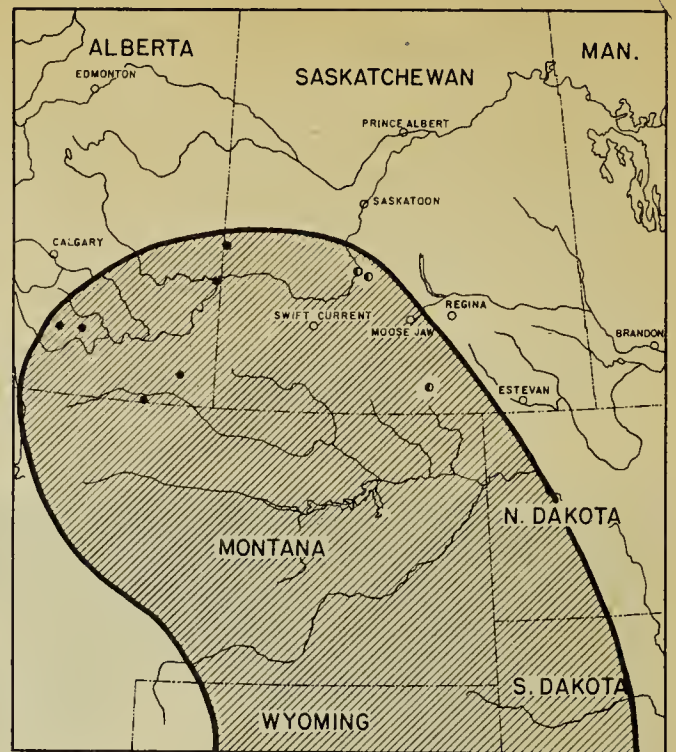 ALBERTA
MAN.
EDMONTON
SASKATCHEWAN
PRINCE ALBERT
SASKATOON
CALGARY
REGINA
SWIFT CURRENT
MOOSE JAW
BRANDON
ESTEVAN
N. DAKOTA
MONTANA
S. DAKOTA
WYOMING